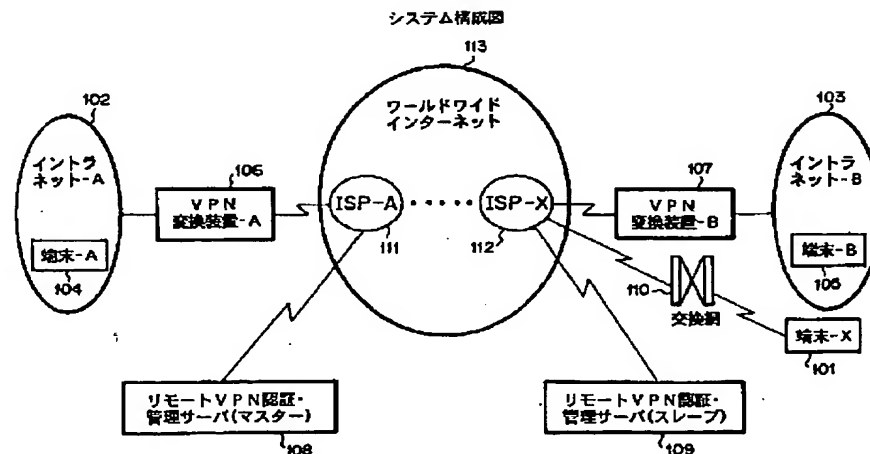 システム構成図
113
102
ワールドワイド
インターネット
103
イントラ
ネット-A
106
VPN
変換装置-A
ISP-A
・・・・・
ISP-X
107
VPN
変換装置-B
イントラ
ネット-B
111
112
端末-A
104
110
交換網
端末-B
105
端末-X
101
リモートVPN認証・
管理サーバ(マスター)
108
リモートVPN認証・
管理サーバ(スレーブ)
109